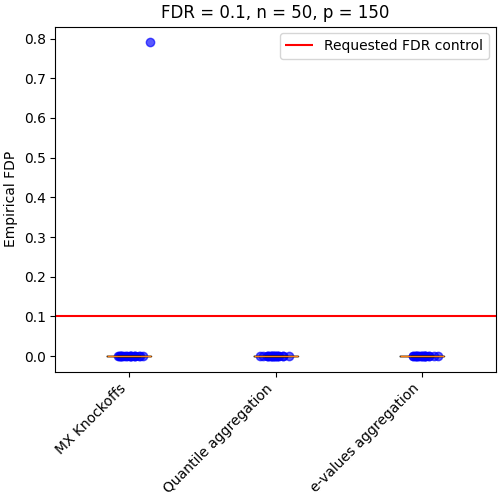 FDR = 0.1, n = 50, p = 150
Requested FDR control
Empirical FDP
0.8
0.7
0.6
0.5
0.4
0.3
0.2
0.1
0.0
MX Knockoffs
Quantile aggregation
e-values aggregation